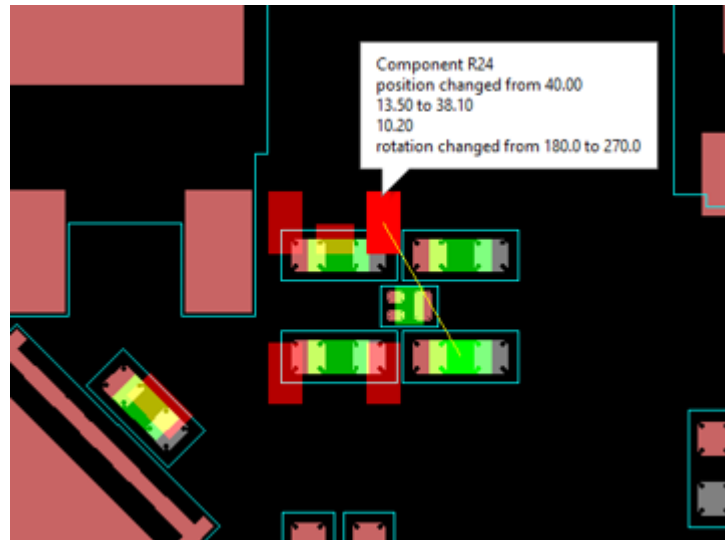 Component R24
position changed from 40.00
13.50 to 38.10
10.20
rotation changed from 180.0 to 270.0